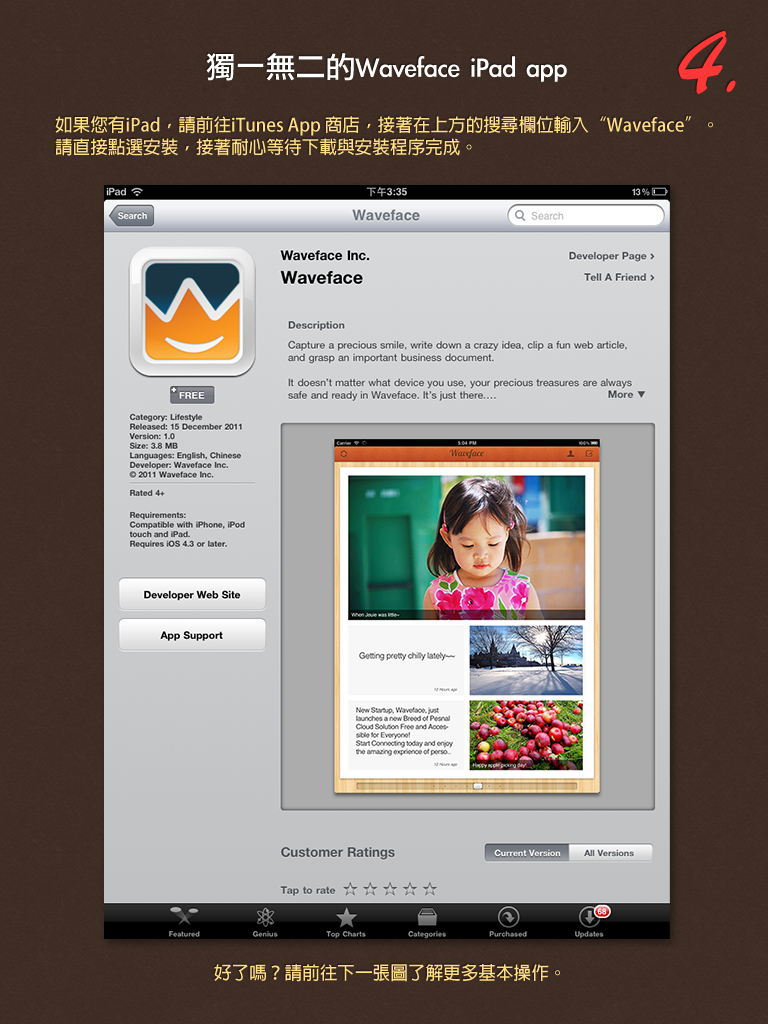 獨一無二的Waveface iPad app
4.
如果您有iPad，請前往iTunes App 商店，接著在上方的搜尋欄位輸入“Waveface”。
請直接點選安裝，接著耐心等待下載與安裝程序完成。
iPad 下午3:35 13%
Search Waveface Search
Waveface Inc. Developer Page ›
Waveface Tell A Friend ›
Description
Capture a precious smile, write down a crazy idea, clip a fun web article,
and grasp an important business document.
It doesn't matter what device you use, your precious treasures are always
safe and ready in Waveface. It's just there.... More ▼
FREE
Category: Lifestyle
Released: 15 December 2011
Version: 1.0
Size: 3.8 MB
Languages: English, Chinese
Developer: Waveface Inc.
© 2011 Waveface Inc.
Rated 4+
Requirements:
Compatible with iPhone, iPod
touch and iPad.
Requires iOS 4.3 or later.
Developer Web Site
App Support
Carrier 5:04 PM 100%
Waveface
When Jessie was little~
Getting pretty chilly lately~~
12 Hours ago
New Startup, Waveface, just
launches a new Breed of Pesnal
Cloud Solution Free and Acces-
sible for Everyone!
Start Connecting today and enjoy
the amazing exprience of perso..
12 Hours ago
Happy apple picking day!
Customer Ratings Current Version All Versions
Tap to rate
68
Featured Genius Top Charts Categories Purchased Updates
好了嗎？請前往下一張圖了解更多基本操作。